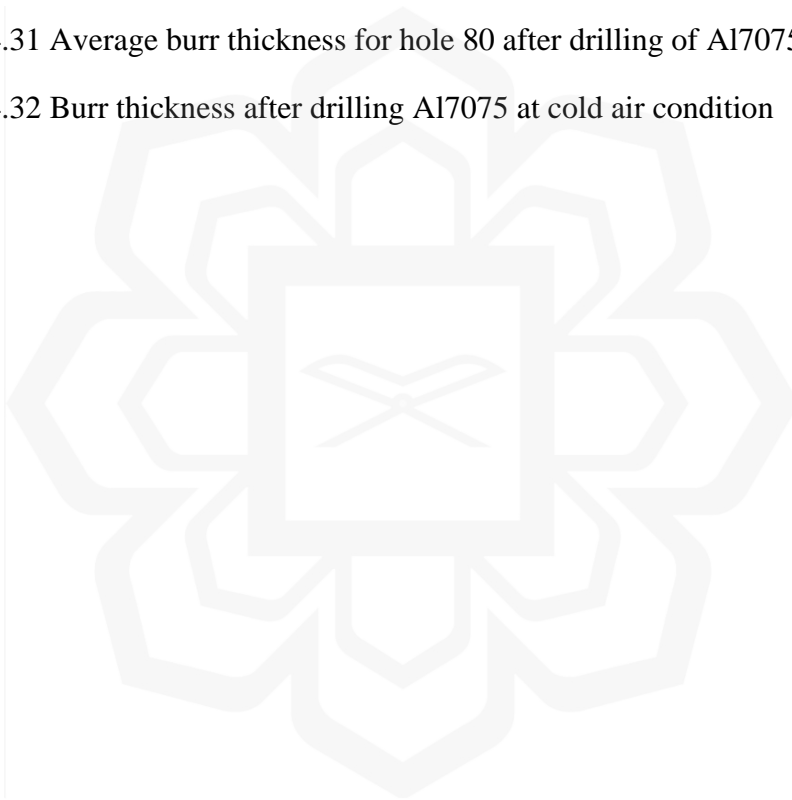 .31 Average burr thickness for hole 80 after drilling of Al7075
.32 Burr thickness after drilling Al7075 at cold air condition